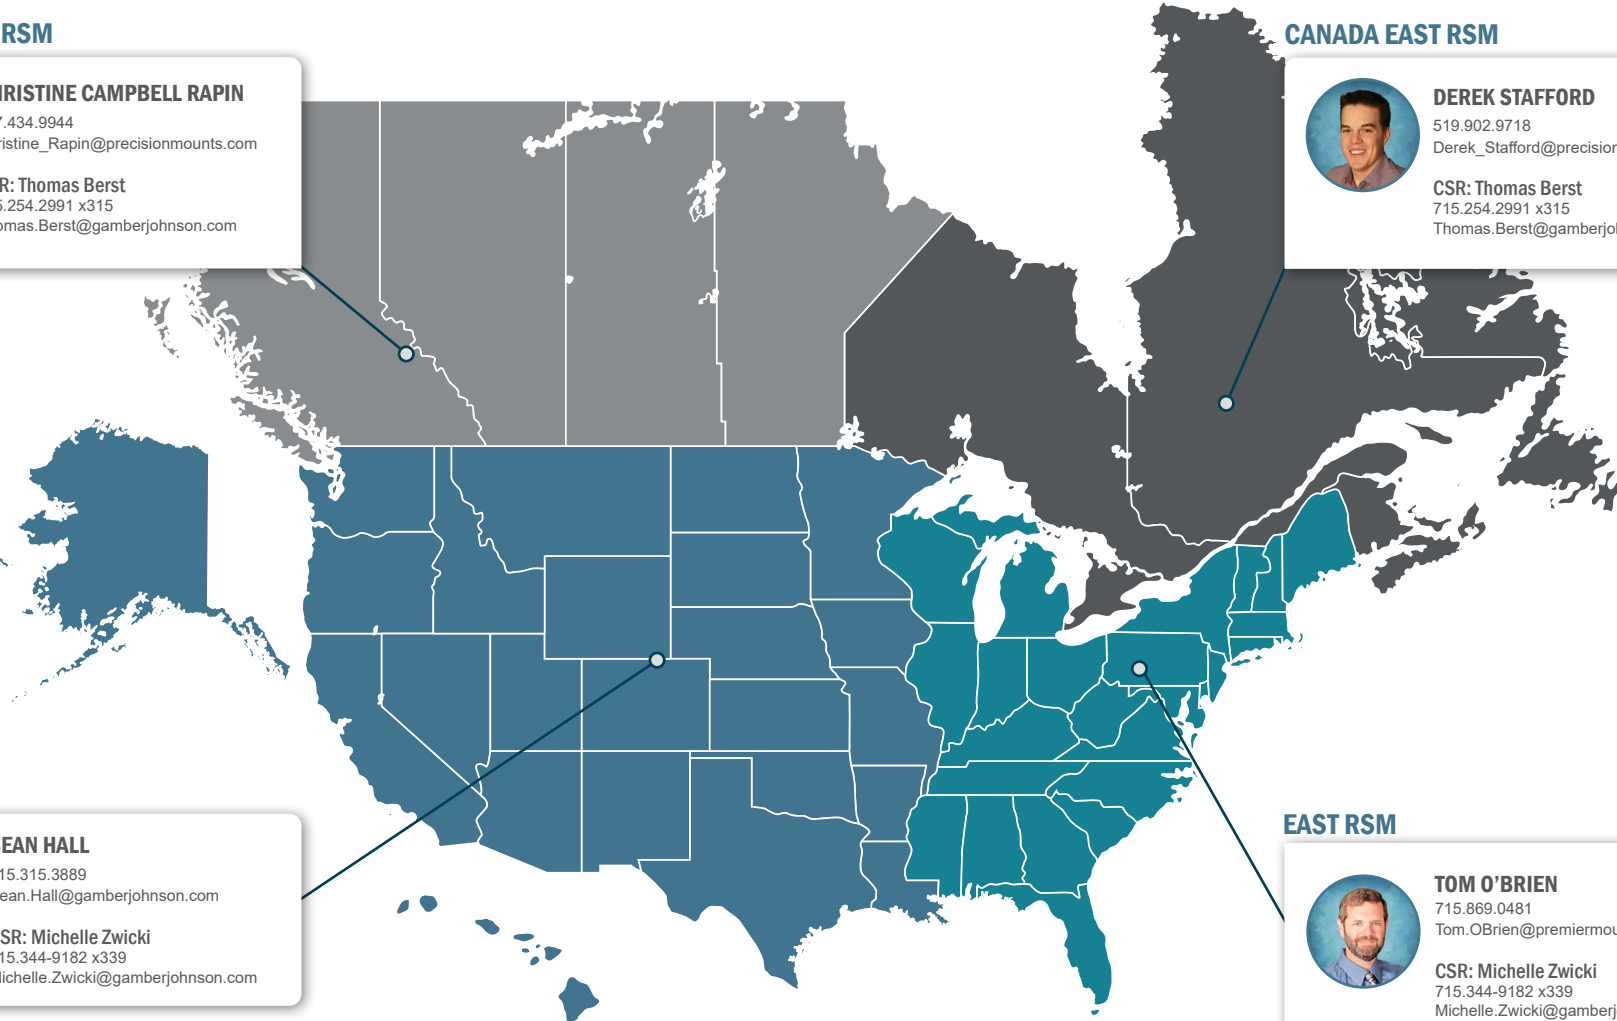 RSM
RISTINE CAMPBELL RAPIN
7.434.9944
ristine_Rapin@precisionmounts.com
R: Thomas Berst
5.254.2991 x315
omas.Berst@gamberjohnson.com
CANADA EAST RSM
DEREK STAFFORD
519.902.9718
Derek_Stafford@precision
CSR: Thomas Berst
715.254.2991 x315
Thomas.Berst@gamberjo
EAN HALL
15.315.3889
ean.Hall@gamberjohnson.com
SR: Michelle Zwicki
15.344-9182 x339
ichelle.Zwicki@gamberjohnson.com
EAST RSM
TOM O'BRIEN
715.869.0481
Tom.OBrien@premiermou
CSR: Michelle Zwicki
715.344-9182 x339
Michelle.Zwicki@gamberj